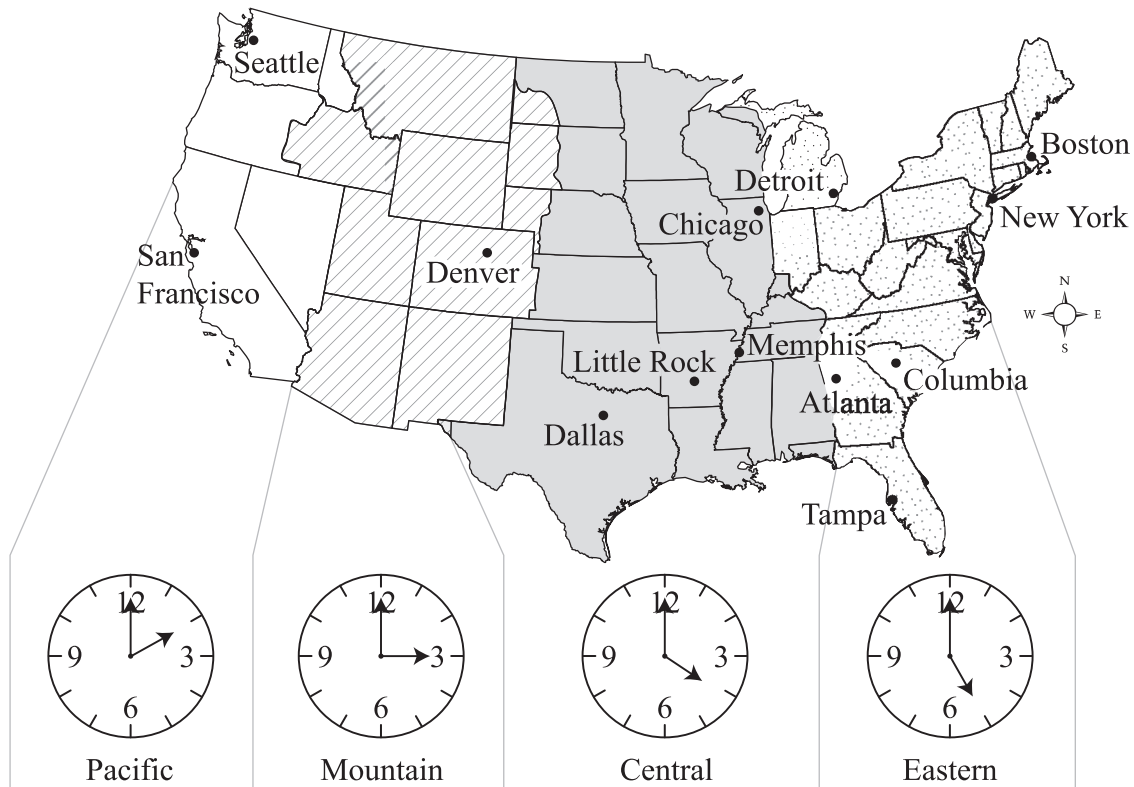 Seattle
Boston
Detroit
Chicago
New York
San
Francisco
Denver
N
W
E
S
Memphis
Little Rock
Columbia
Atlanta
Dallas
Tampa
12
9
3
6
12
9
3
6
12
9
3
6
12
9
3
6
Pacific
Mountain
Central
Eastern